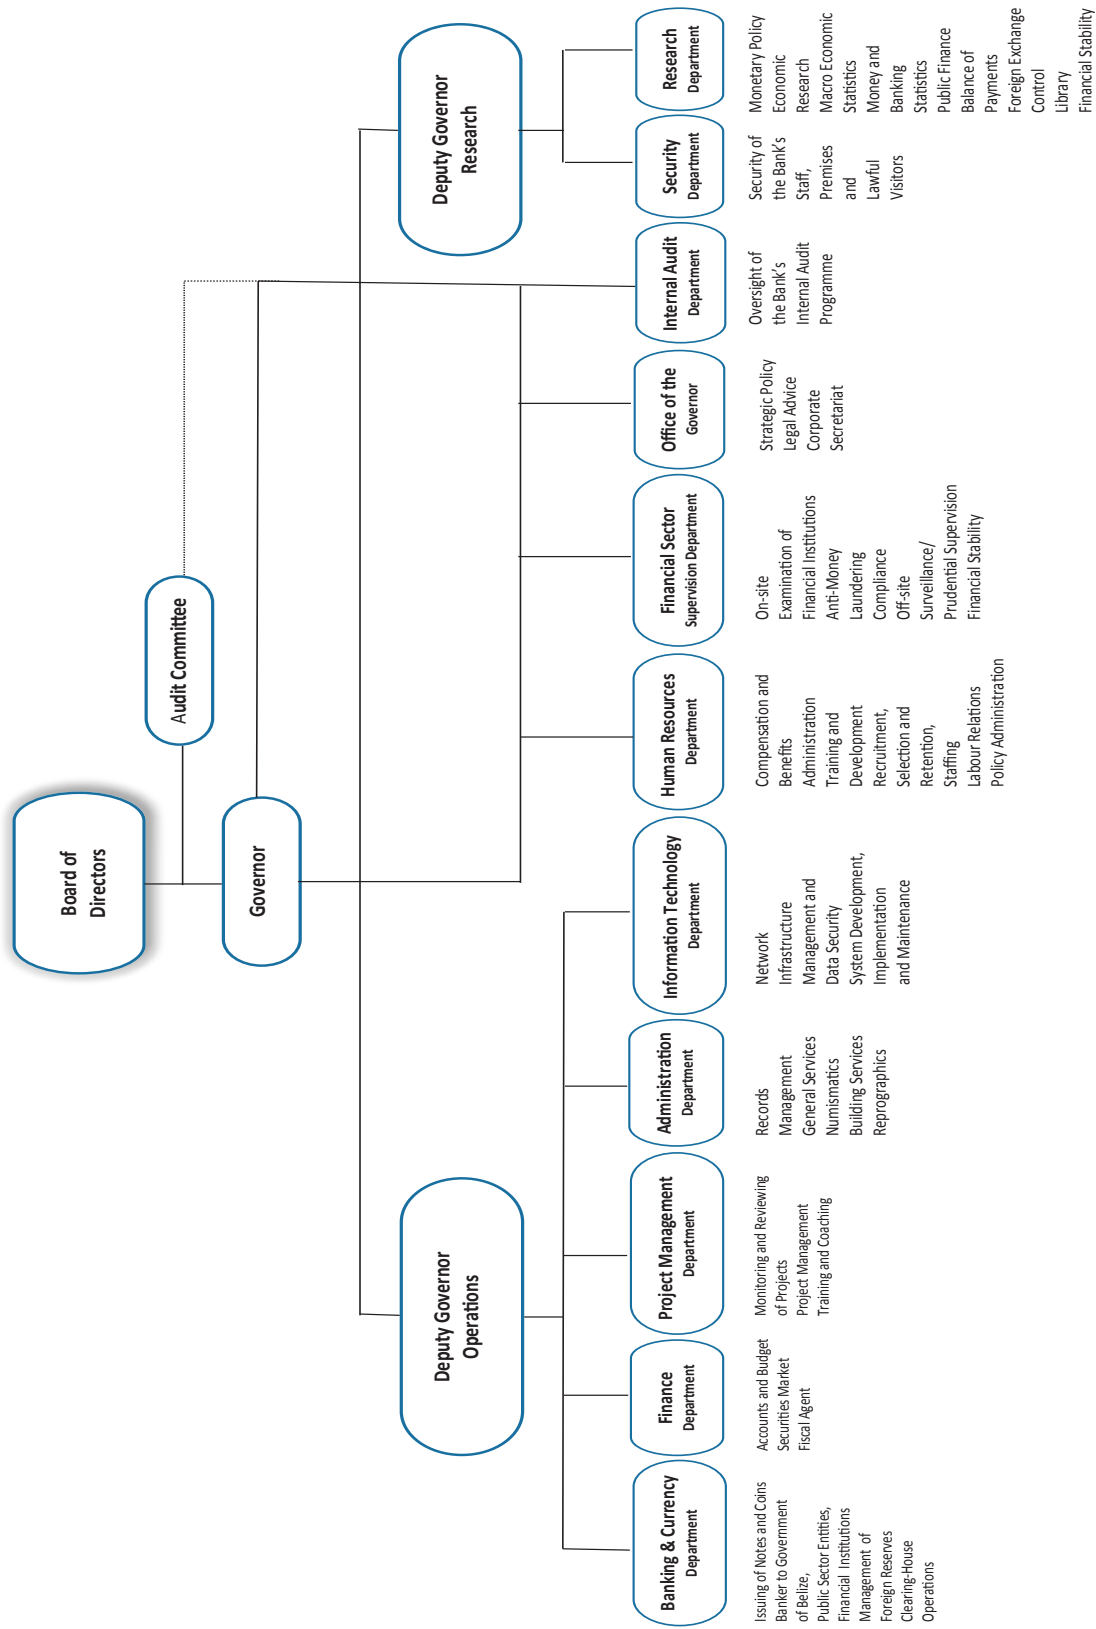 Board of
Directors
Audit Committee
Governor
Deputy Governor
Operations
Deputy Governor
Research
Banking & Currency
Department
Issuing of Notes and Coins
Banker to Government
of Belize,
Public Sector Entities,
Financial Institutions
Management of
Foreign Reserves
Clearing-House
Operations
Finance
Department
Accounts and Budget
Securities Market
Fiscal Agent
Project Management
Department
Monitoring and Reviewing
of Projects
Project Management
Training and Coaching
Administration
Department
Records
Management
General Services
Numismatics
Building Services
Reprographics
Information Technology
Department
Network
Infrastructure
Management and
Data Security
System Development,
Implementation
and Maintenance
Human Resources
Department
Compensation and
Benefits
Administration
Training and
Development
Recruitment,
Selection and
Retention,
Staffing
Labour Relations
Policy Administration
Financial Sector
Supervision Department
On-site
Examination of
Financial Institutions
Anti-Money
Laundering
Compliance
Off-site
Surveillance/
Prudential Supervision
Financial Stability
Office of the
Governor
Strategic Policy
Legal Advice
Corporate
Secretariat
Internal Audit
Department
Oversight of
the Bank's
Internal Audit
Programme
Security
Department
Security of
the Bank's
Staff,
Premises
and
Lawful
Visitors
Research
Department
Monetary Policy
Economic
Research
Macro Economic
Statistics
Money and
Banking
Statistics
Public Finance
Balance of
Payments
Foreign Exchange
Control
Library
Financial Stability